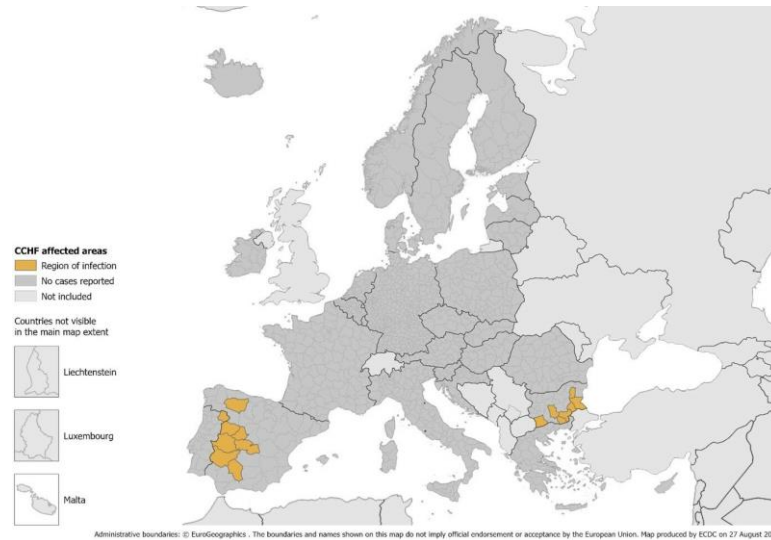 CCHF affected areas
Region of infection
No cases reported
Not included
Countries not visible
in the main map extent
Liechtenstein
Luxembourg
Malta
Administrative boundaries: © EuroGeographics . The boundaries and names shown on this map do not imply official endorsement or acceptance by the European Union. Map produced by ECDC on 27 August 20